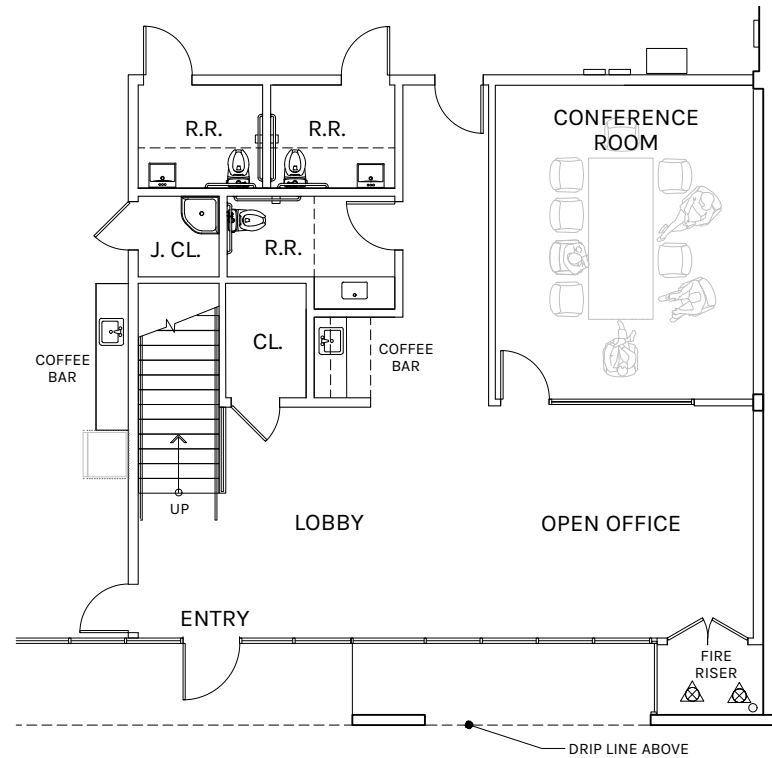 R.R.
R.R.
CONFERENCE
ROOM
J. CL.
R.R.
COFFEE
BAR
CL.
COFFEE
BAR
UP
LOBBY
OPEN OFFICE
ENTRY
FIRE
RISER
DRIP LINE ABOVE